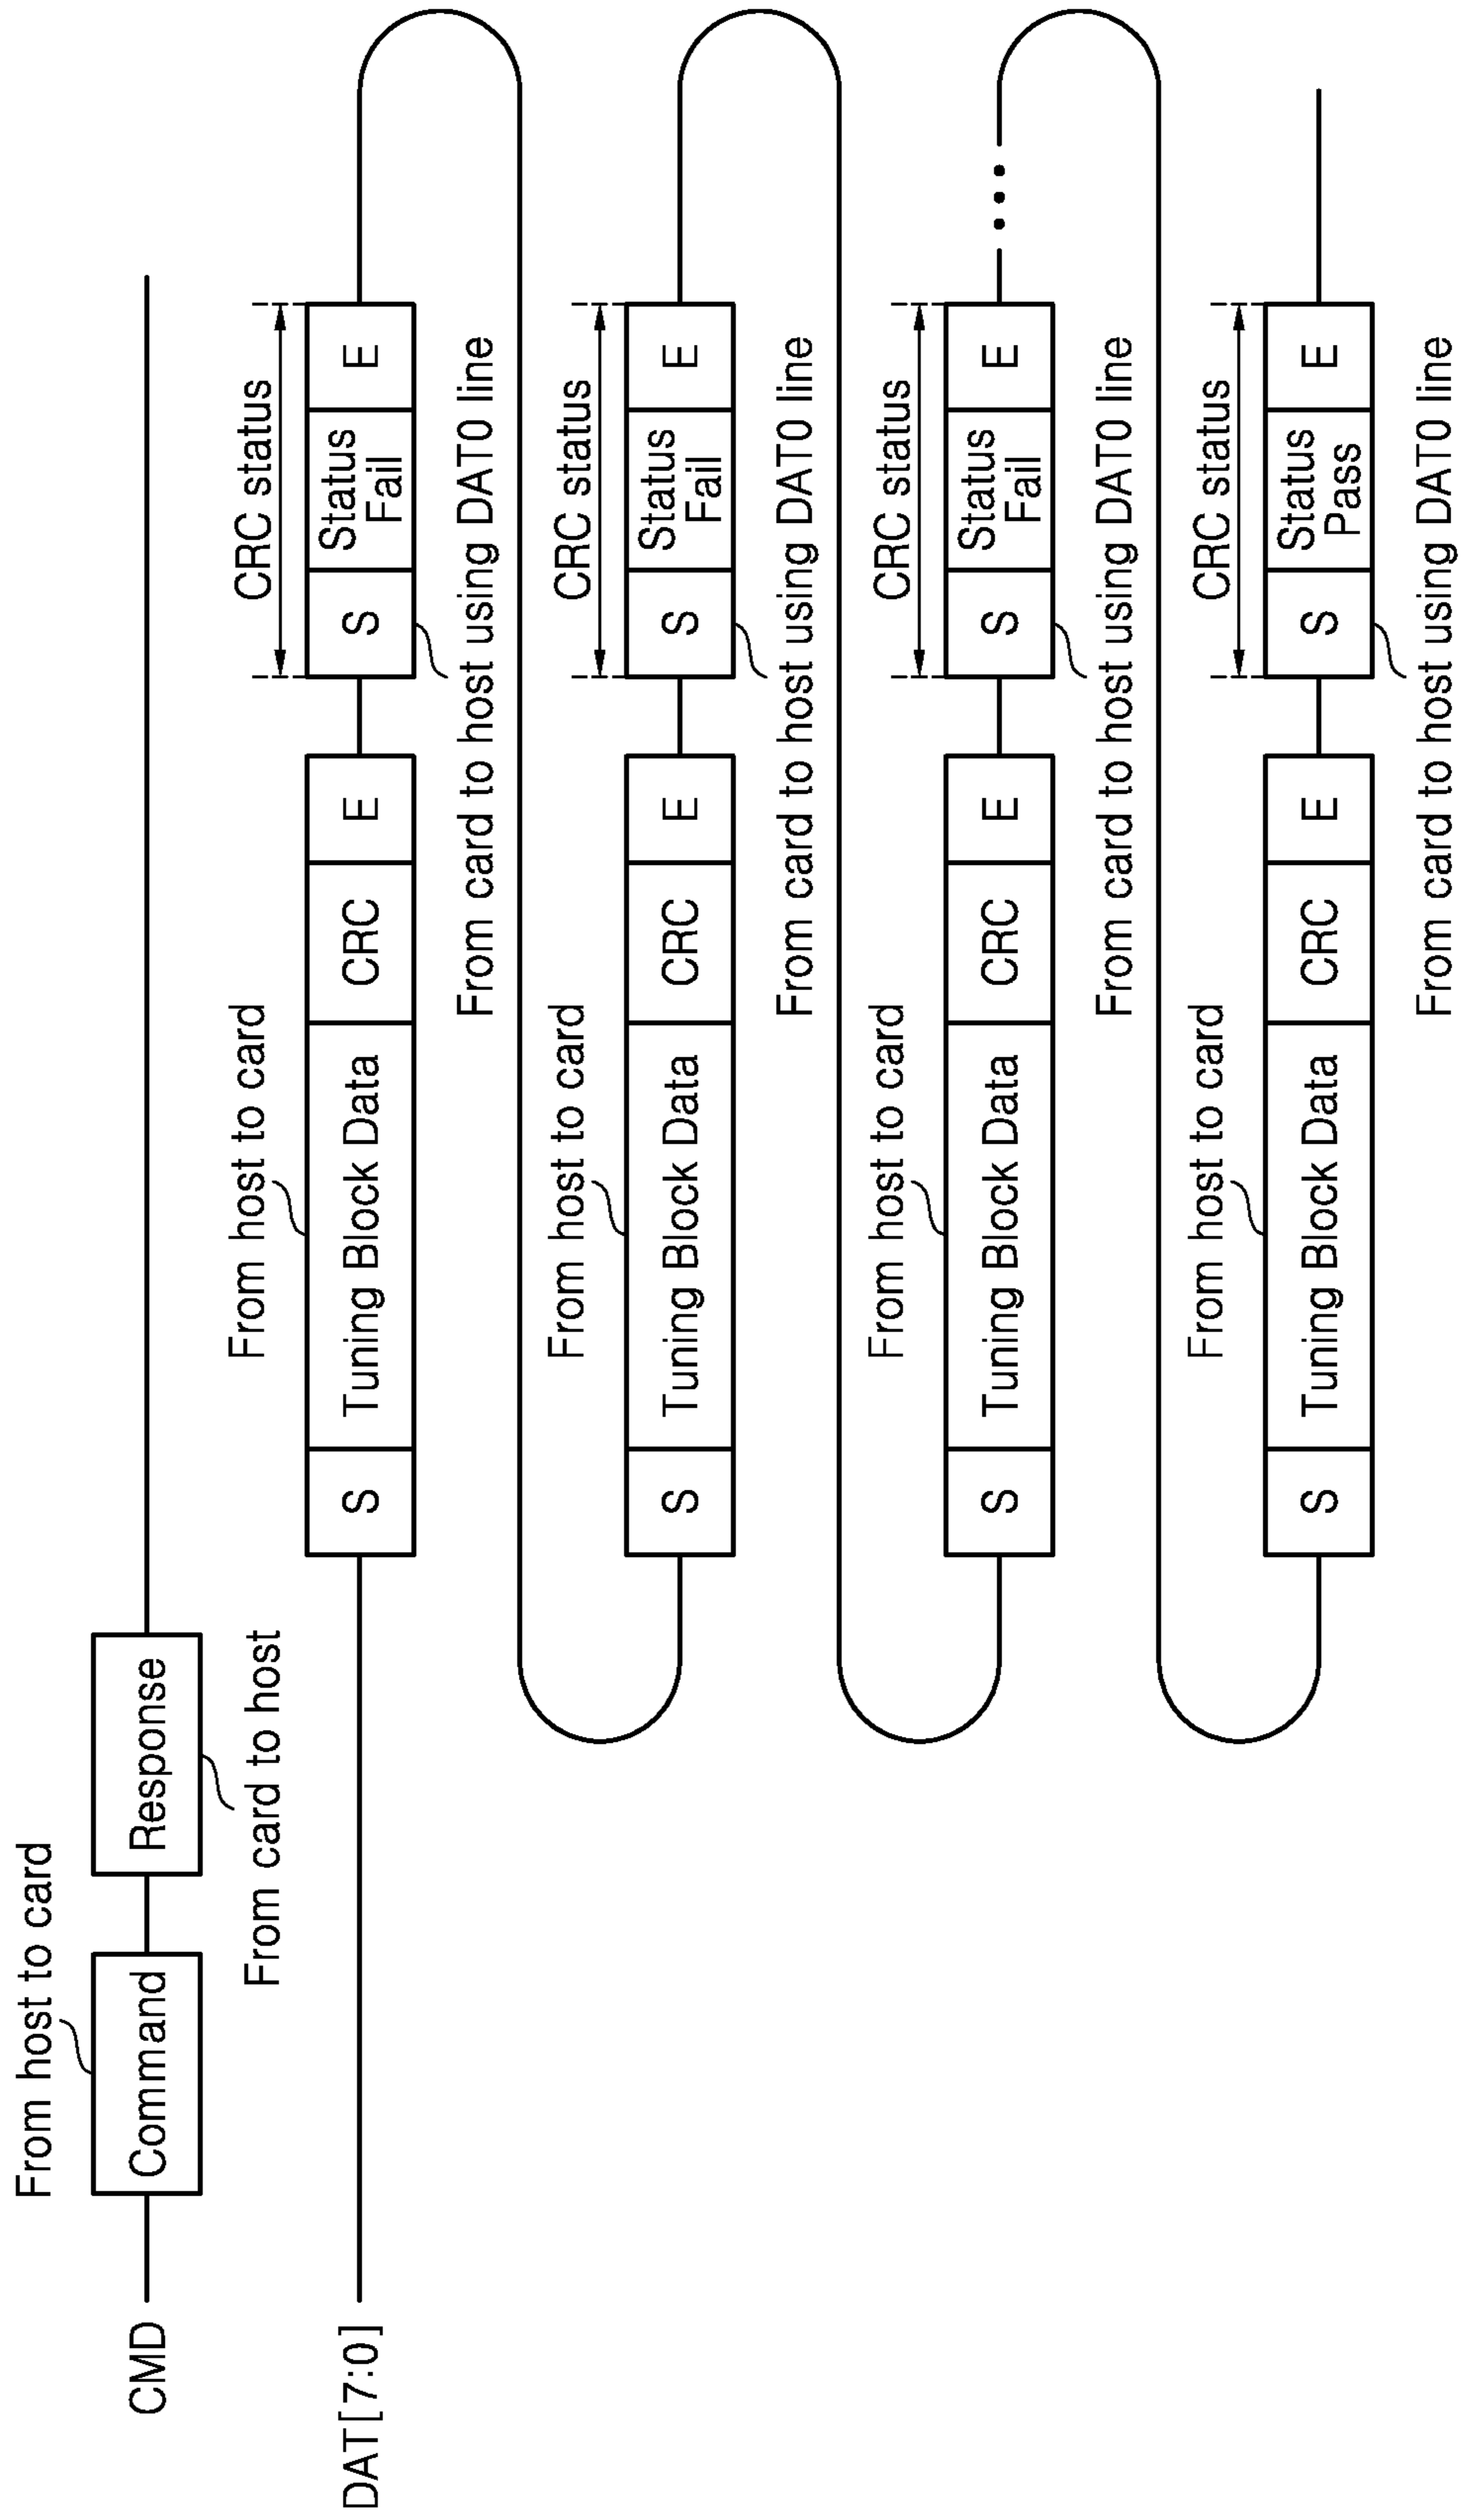 From host to card
CMD
Command
Response
From card to host
DAT[7:0]
From host to card
CRC status
S
Tuning Block Data
CRC
E
S
Status
Fail
E
From card to host using DAT0 line
From host to card
CRC status
S
Tuning Block Data
CRC
E
S
Status
Fail
E
From card to host using DAT0 line
From host to card
CRC status
S
Tuning Block Data
CRC
E
S
Status
Fail
E
From card to host using DAT0 line
From host to card
CRC status
S
Tuning Block Data
CRC
E
S
Status
Pass
E
From card to host using DAT0 line